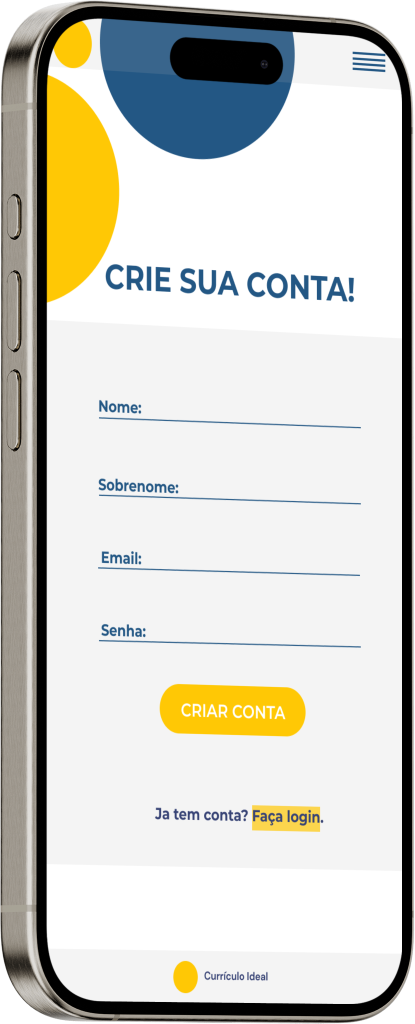 CRIE SUA CONTA!
Nome:
Sobrenome:
Email:
Senha:
CRIAR CONTA
Ja tem conta? Faça login.
Currículo Ideal